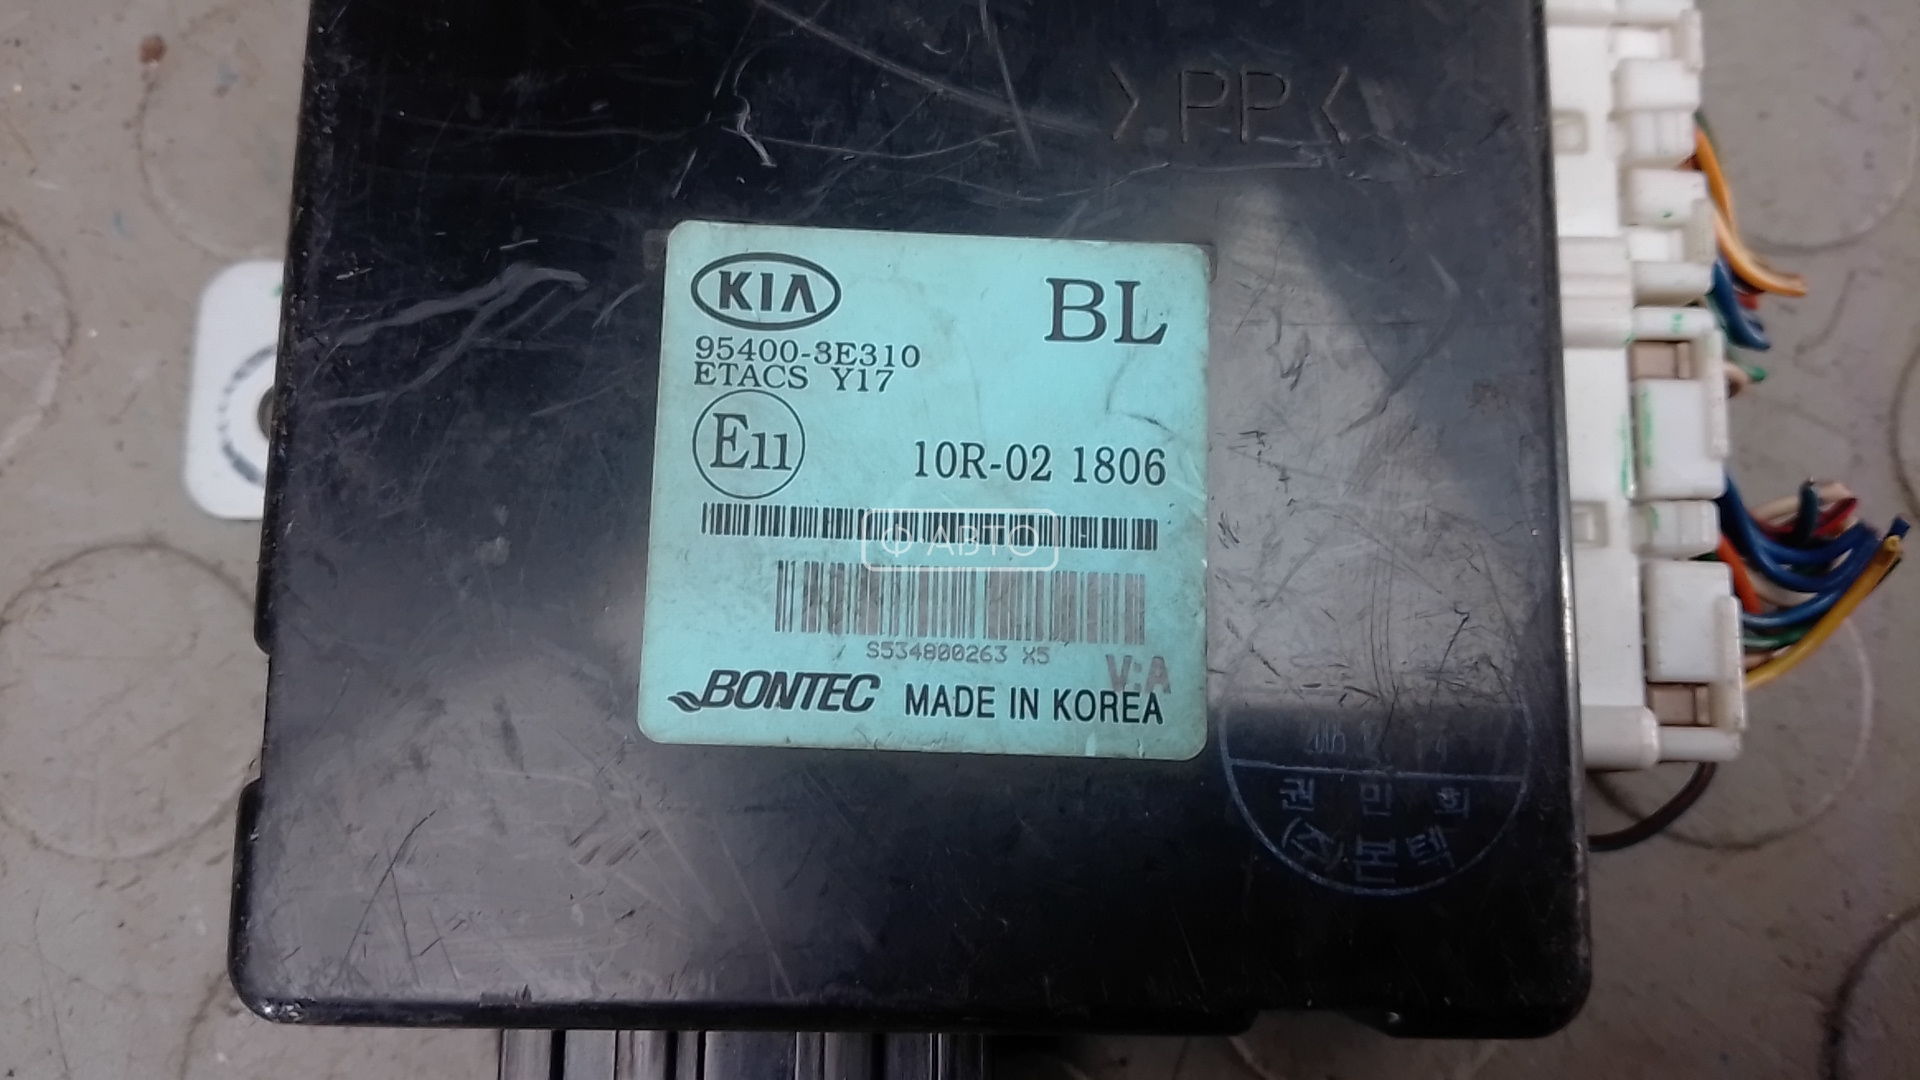 >PP<
KIA
BL
95400-3E310
ETACS Y17
E11
10R-02 1806
Ф АВТО
S534800263 X5
V:A
BONTEC MADE IN KOREA
권 민 희
(주) 본 텍